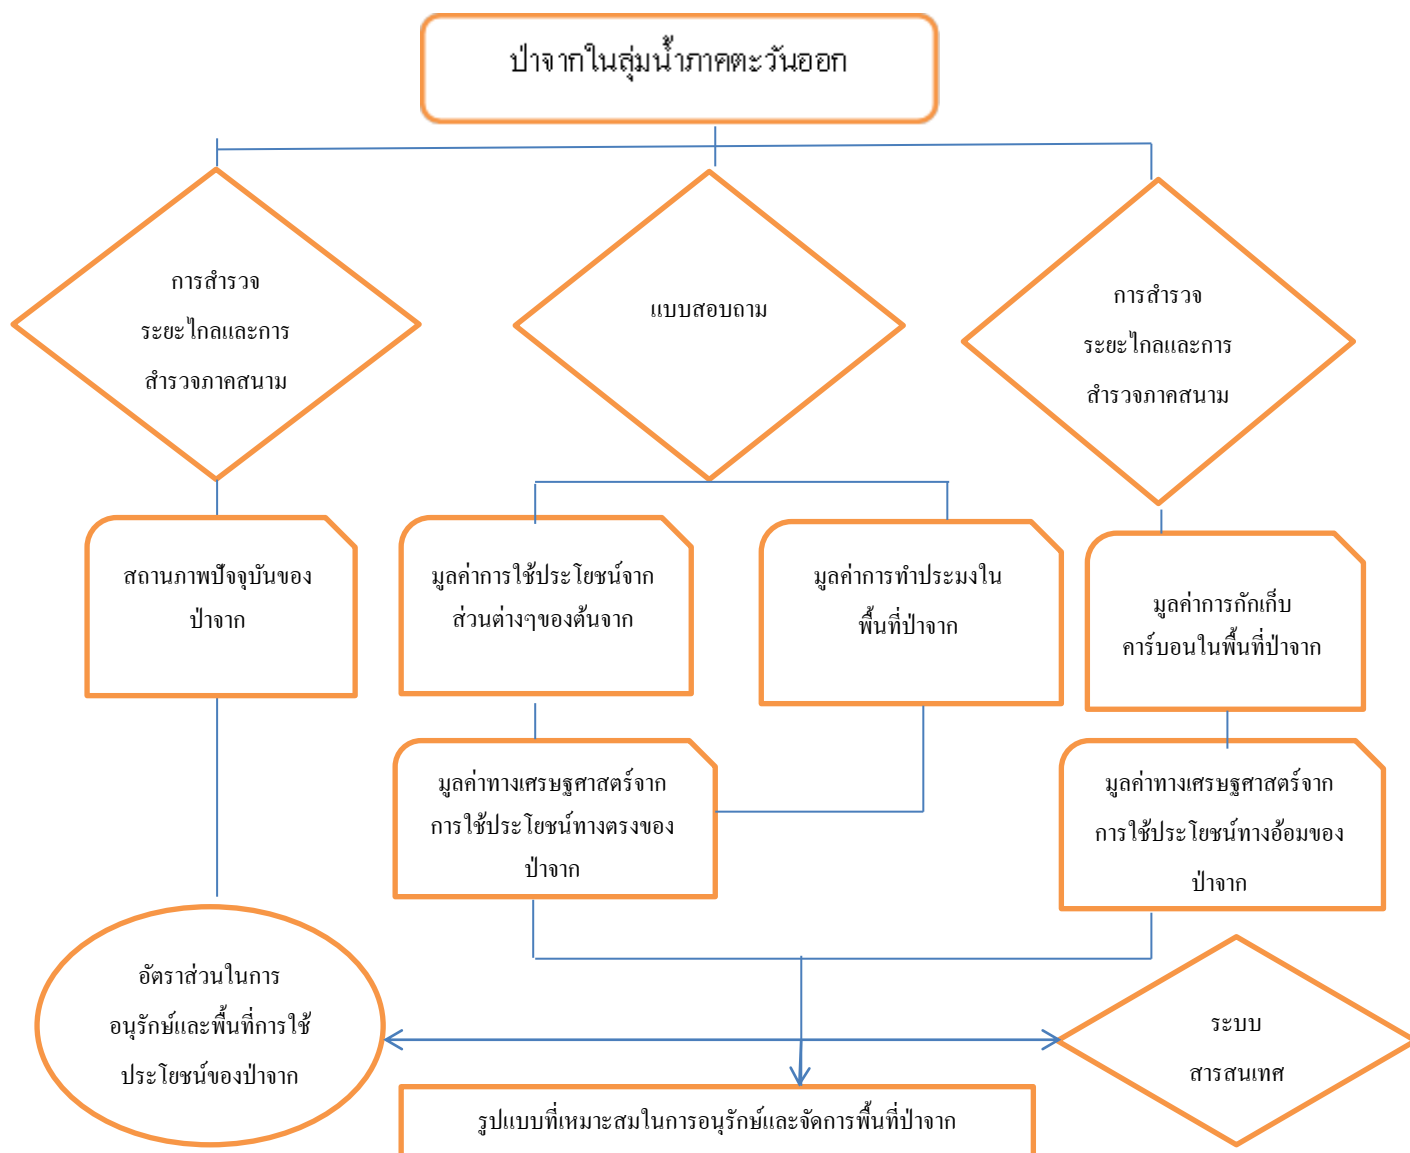 ป่าจากในลุ่มน้ำภาคตะวันออก
การสำรวจ
ระยะไกลและการ
สำรวจภาคสนาม
แบบสอบถาม
การสำรวจ
ระยะไกลและการ
สำรวจภาคสนาม
สถานภาพปัจจุบันของ
ป่าจาก
มูลค่าการใช้ประโยชน์จาก
ส่วนต่างๆของต้นจาก
มูลค่าการทำประมงใน
พื้นที่ป่าจาก
มูลค่าการกักเก็บ
คาร์บอนในพื้นที่ป่าจาก
มูลค่าทางเศรษฐศาสตร์จาก
การใช้ประโยชน์ทางตรงของ
ป่าจาก
มูลค่าทางเศรษฐศาสตร์จาก
การใช้ประโยชน์ทางอ้อมของ
ป่าจาก
อัตราส่วนในการ
อนุรักษ์และพื้นที่การใช้
ประโยชน์ของป่าจาก
ระบบ
สารสนเทศ
รูปแบบที่เหมาะสมในการอนุรักษ์และจัดการพื้นที่ป่าจาก